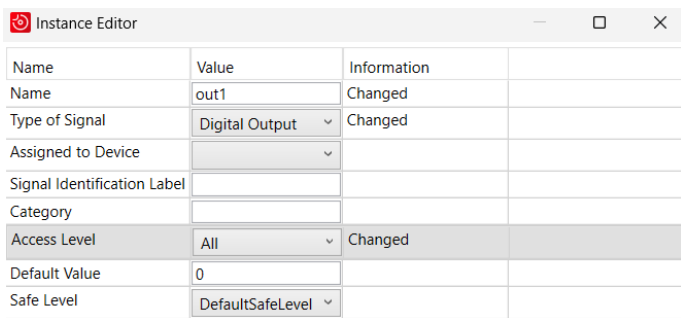 Instance Editor
Name Value Information
Name out1 Changed
Type of Signal Digital Output Changed
Assigned to Device
Signal Identification Label
Category
Access Level All Changed
Default Value 0
Safe Level DefaultSafeLevel